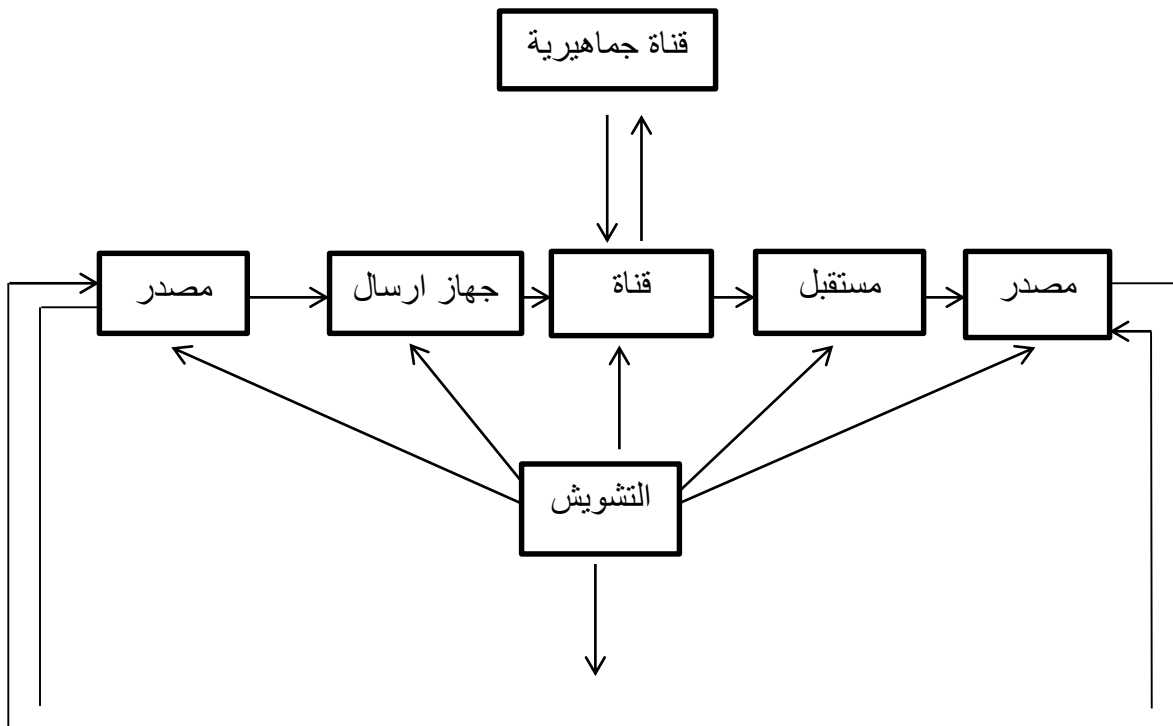 قناة جماهيرية
مصدر
جهاز ارسال
قناة
مستقبل
مصدر
التشويش